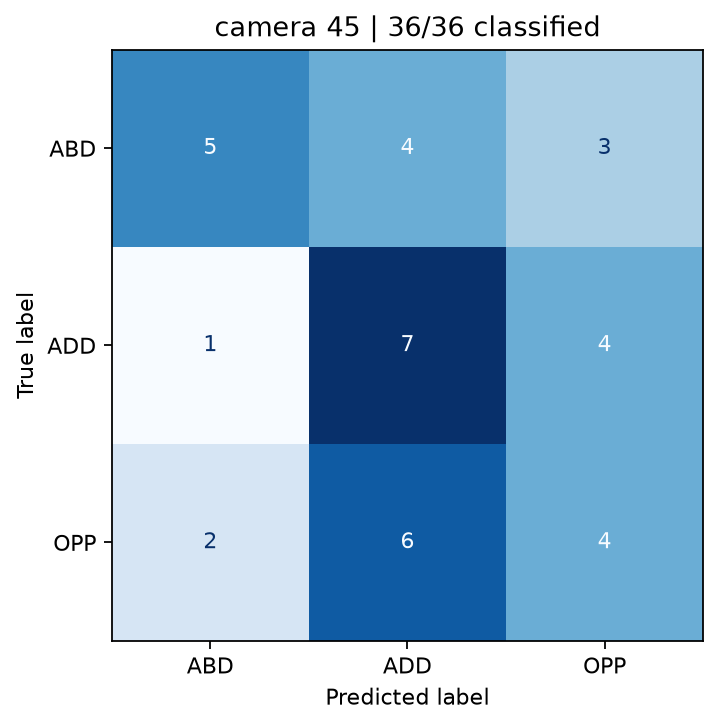 camera 45 | 36/36 classified
True label
ABD 5 4 3
ADD 1 7 4
OPP 2 6 4
ABD ADD OPP
Predicted label